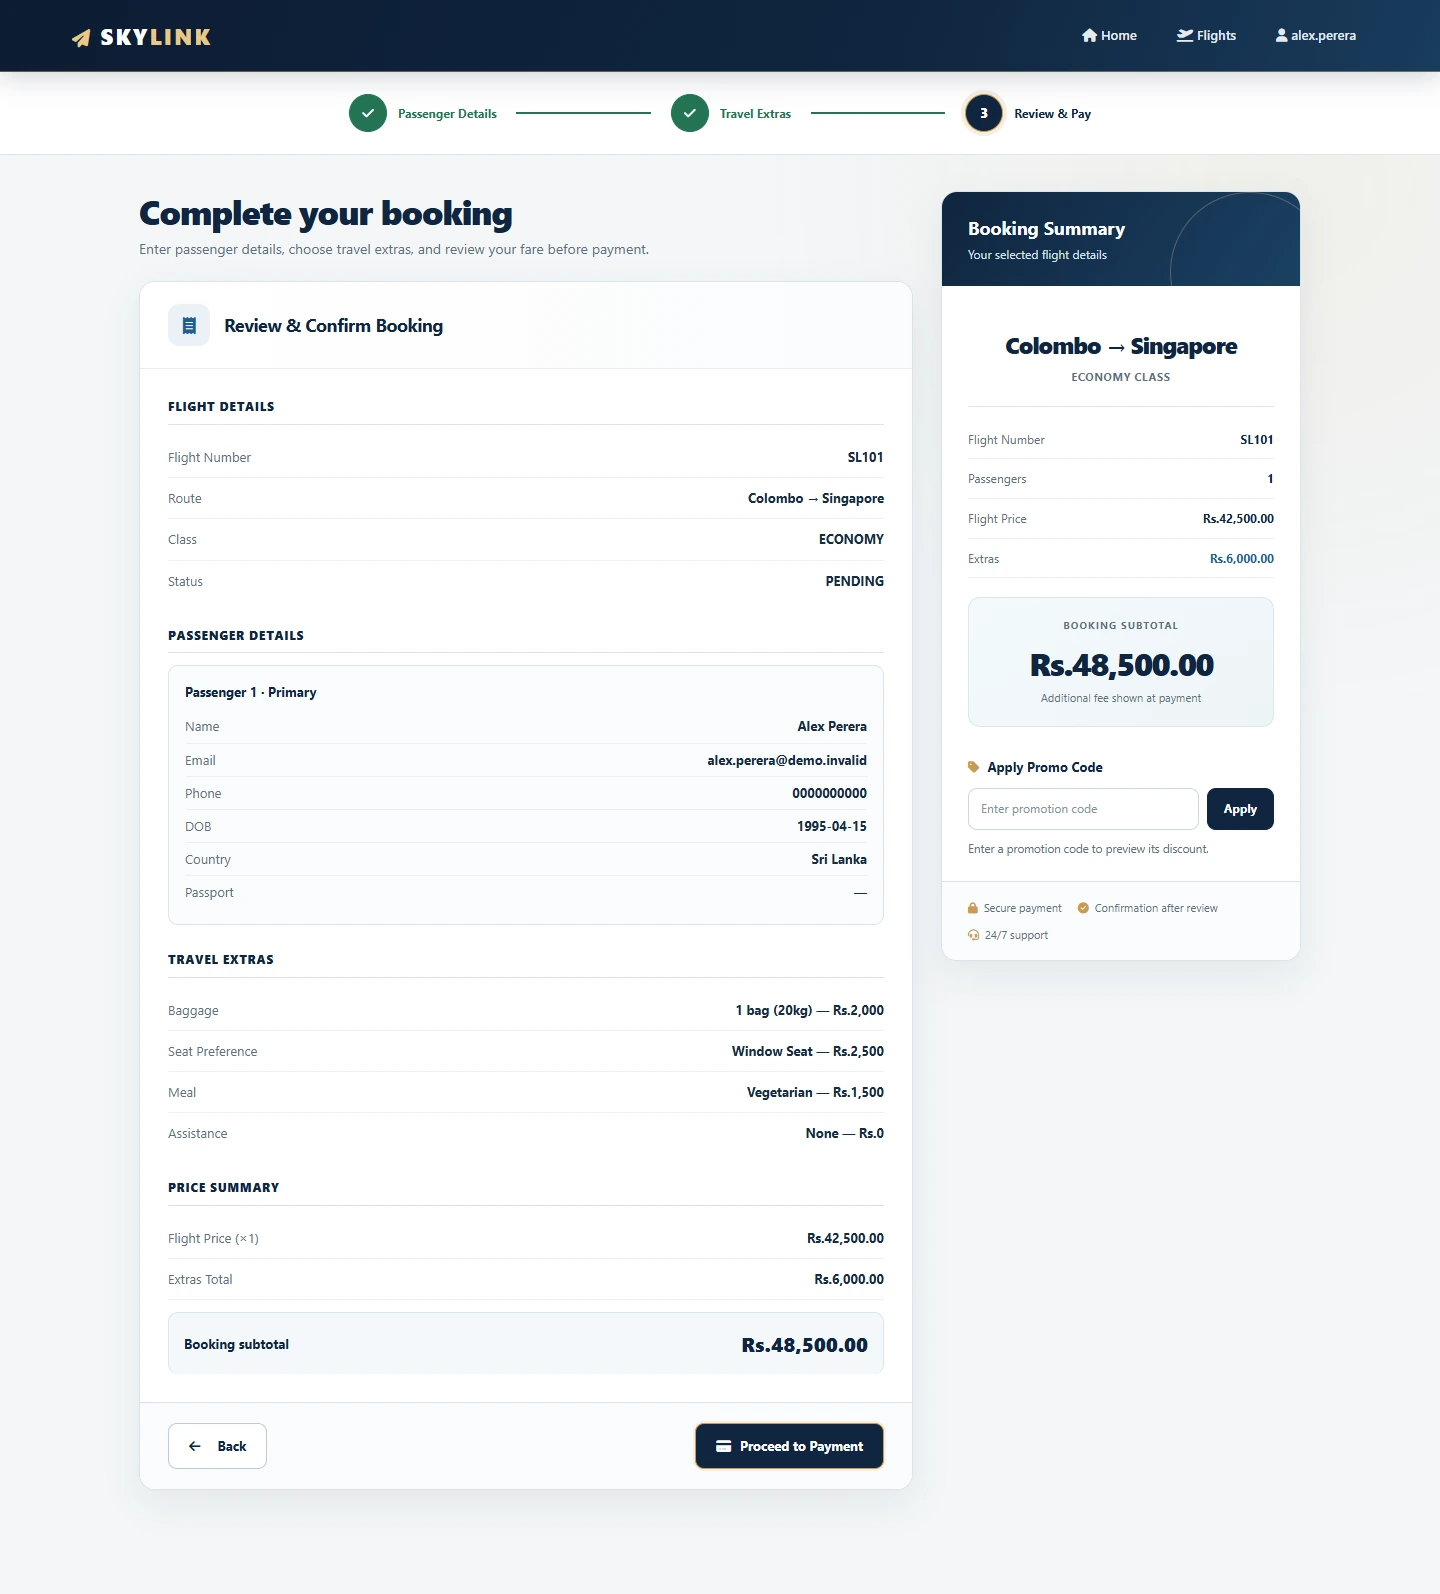 SKYLINK
Home Flights alex.perera
Passenger Details Travel Extras 3 Review & Pay
Complete your booking
Enter passenger details, choose travel extras, and review your fare before payment.
Review & Confirm Booking
FLIGHT DETAILS
Flight Number SL101
Route Colombo → Singapore
Class ECONOMY
Status PENDING
PASSENGER DETAILS
Passenger 1 · Primary
Name Alex Perera
Email alex.perera@demo.invalid
Phone 0000000000
DOB 1995-04-15
Country Sri Lanka
Passport —
TRAVEL EXTRAS
Baggage 1 bag (20kg) — Rs.2,000
Seat Preference Window Seat — Rs.2,500
Meal Vegetarian — Rs.1,500
Assistance None — Rs.0
PRICE SUMMARY
Flight Price (×1) Rs.42,500.00
Extras Total Rs.6,000.00
Booking subtotal Rs.48,500.00
Back Proceed to Payment
Booking Summary
Your selected flight details
Colombo → Singapore
ECONOMY CLASS
Flight Number SL101
Passengers 1
Flight Price Rs.42,500.00
Extras Rs.6,000.00
BOOKING SUBTOTAL
Rs.48,500.00
Additional fee shown at payment
Apply Promo Code
Enter promotion code Apply
Enter a promotion code to preview its discount.
Secure payment Confirmation after review
24/7 support